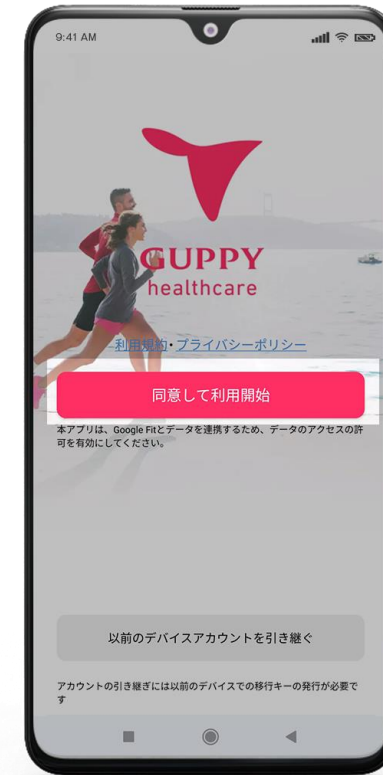 9:41 AM
GUPPY
healthcare
利用規約・プライバシーポリシー
同意して利用開始
本アプリは、Google Fitとデータを連携するため、データのアクセスの許
可を有効にしてください。
以前のデバイスアカウントを引き継ぐ
アカウントの引き継ぎには以前のデバイスでの移行キーの発行が必要で
す